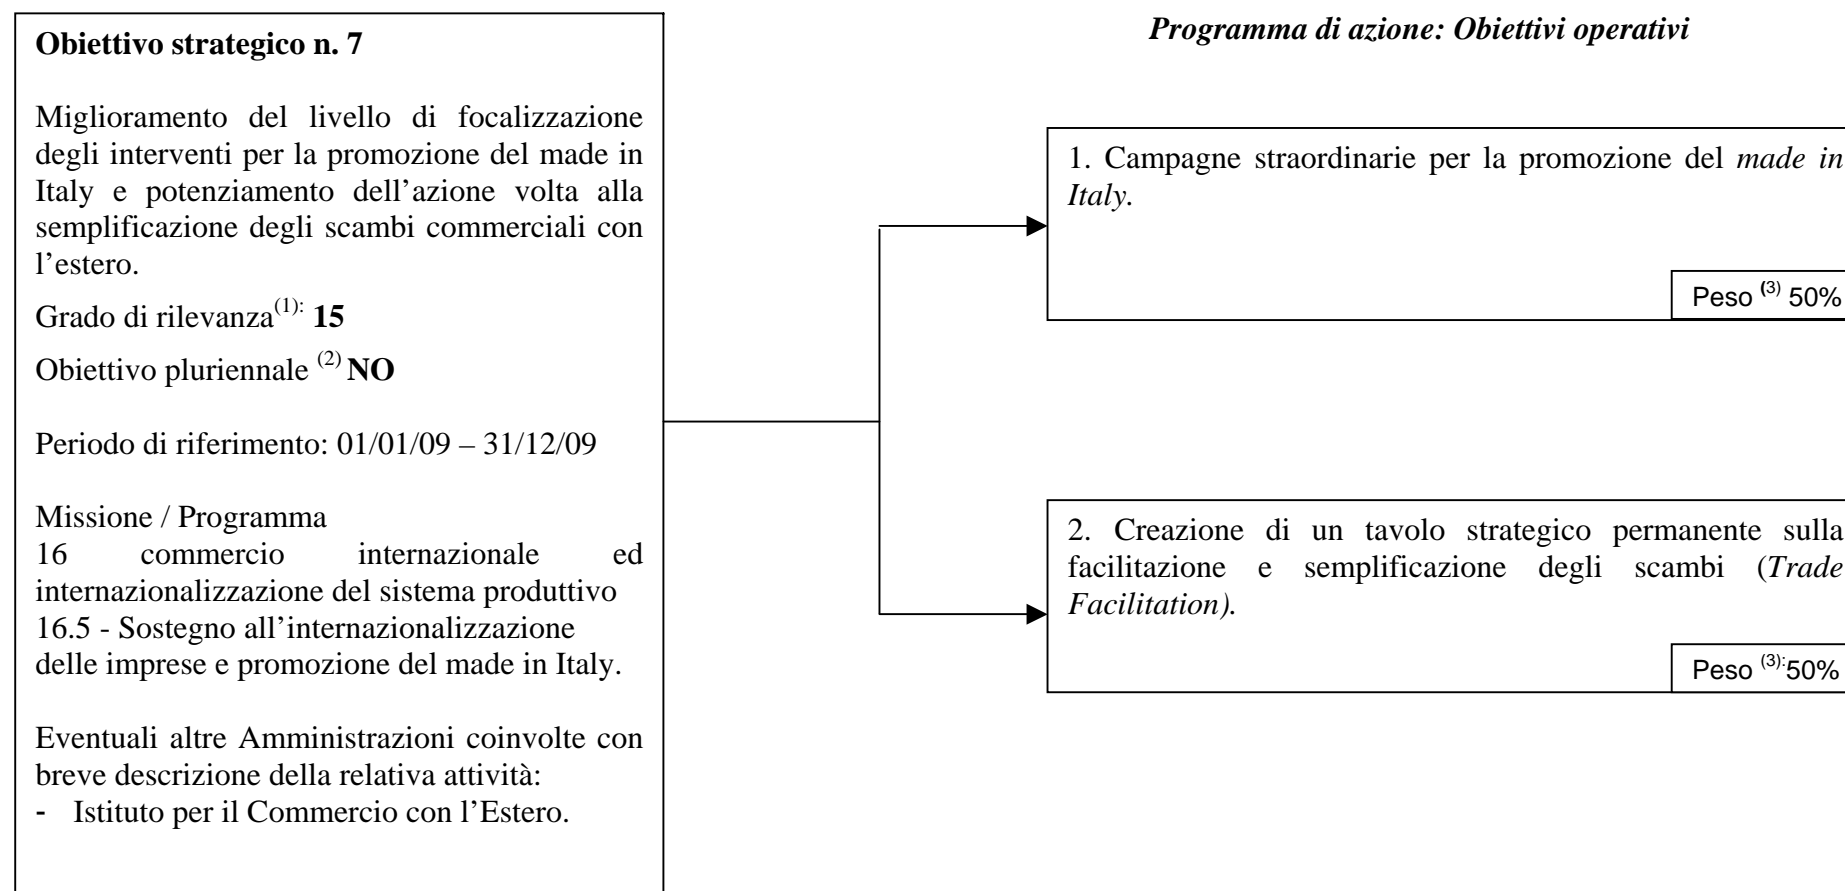 Obiettivo strategico n. 7
Miglioramento del livello di focalizzazione
degli interventi per la promozione del made in
Italy e potenziamento dell’azione volta alla
semplificazione degli scambi commerciali con
l’estero.
Grado di rilevanza(1): 15
Obiettivo pluriennale (2) NO
Periodo di riferimento: 01/01/09 – 31/12/09
Missione / Programma
16 commercio internazionale ed
internazionalizzazione del sistema produttivo
16.5 - Sostegno all’internazionalizzazione
delle imprese e promozione del made in Italy.
Eventuali altre Amministrazioni coinvolte con
breve descrizione della relativa attività:
- Istituto per il Commercio con l’Estero.
Programma di azione: Obiettivi operativi
1. Campagne straordinarie per la promozione del made in
Italy.
Peso (3) 50%
2. Creazione di un tavolo strategico permanente sulla
facilitazione e semplificazione degli scambi (Trade
Facilitation).
Peso (3):50%